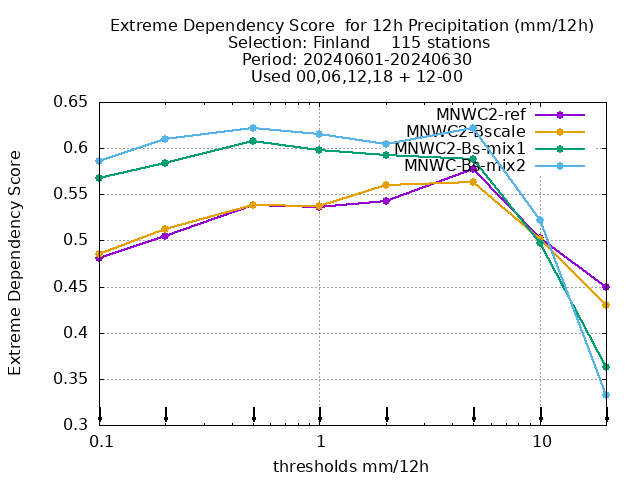 Extreme Dependency Score  for 12h Precipitation (mm/12h)
Selection: Finland    115 stations
Period: 20240601-20240630
Used 00,06,12,18 + 12-00
Extreme Dependency Score
0.65
0.6
0.55
0.5
0.45
0.4
0.35
0.3
MNWC2-ref
MNWC2-Bscale
MNWC2-Bs-mix1
MNWC-Bs-mix2
0.1
1
10
thresholds mm/12h